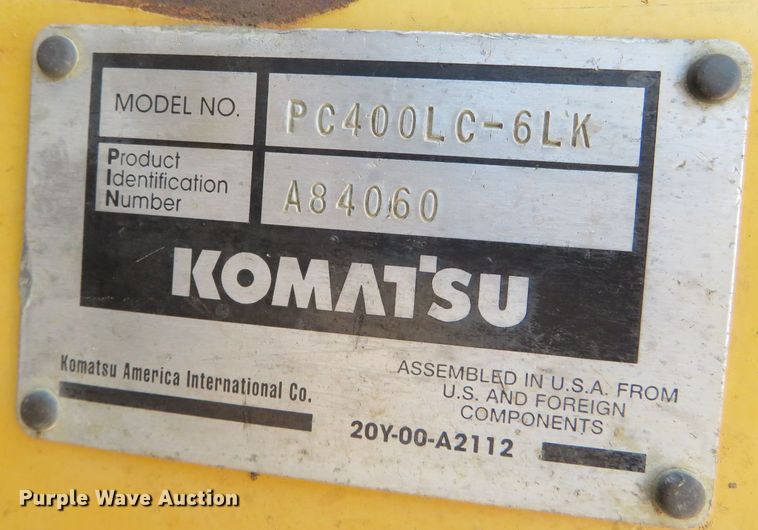 MODEL NO.
PC400LC-6LK
Product
Identification
Number
A84060
KOMATSU
Komatsu America International Co.
ASSEMBLED IN U.S.A. FROM
U.S. AND FOREIGN
COMPONENTS
20Y-00-A2112
Purple Wave Auction